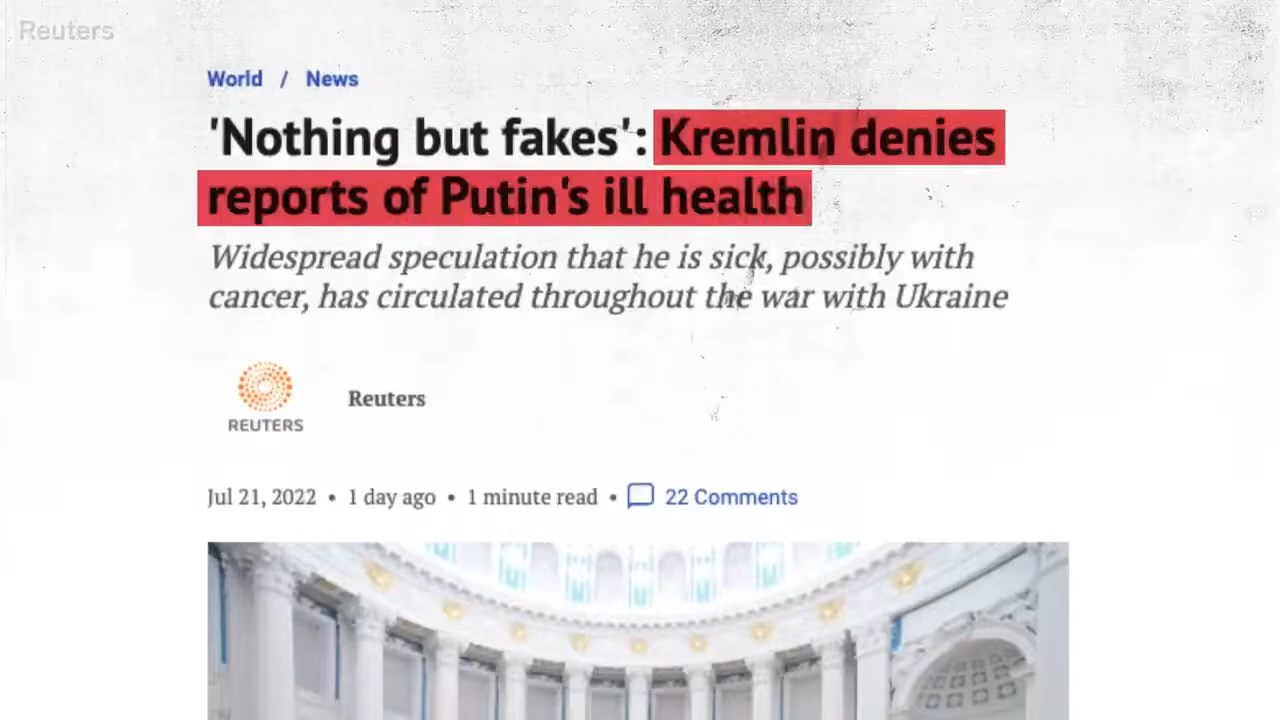 Reuters
World / News
'Nothing but fakes': Kremlin denies
reports of Putin's ill health
Widespread speculation that he is sick, possibly with
cancer, has circulated throughout the war with Ukraine
REUTERS
Reuters
Jul 21, 2022 • 1 day ago • 1 minute read • 22 Comments